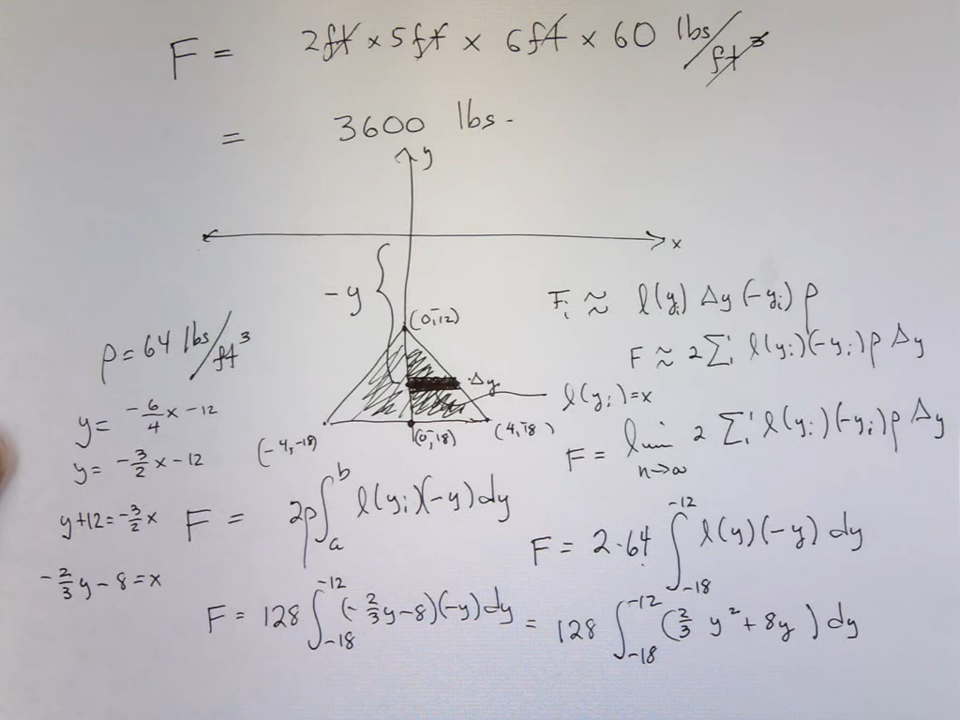 F = 2ft × 5ft × 6ft × 60 lbs/ft³
= 3600 lbs.
y
x
-y
(0,-12)
Δy
l(yᵢ)=x
(-4,-18)
(0,-18)
(4,-18)
ρ = 64 lbs/ft³
y = -6/4 x - 12
y = -3/2 x - 12
y+12 = -3/2 x
-2/3 y - 8 = x
Fᵢ ≈ l(yᵢ) Δy (-yᵢ) ρ
F ≈ 2 Σ l(yᵢ)(-yᵢ) ρ Δy
F = lim n→∞ 2 Σ l(yᵢ)(-yᵢ) ρ Δy
F = 2ρ ∫_a^b l(yᵢ)(-y) dy
F = 2·64 ∫_-18^-12 l(y)(-y) dy
F = 128 ∫_-18^-12 (-2/3 y - 8)(-y) dy = 128 ∫_-18^-12 (2/3 y² + 8y) dy